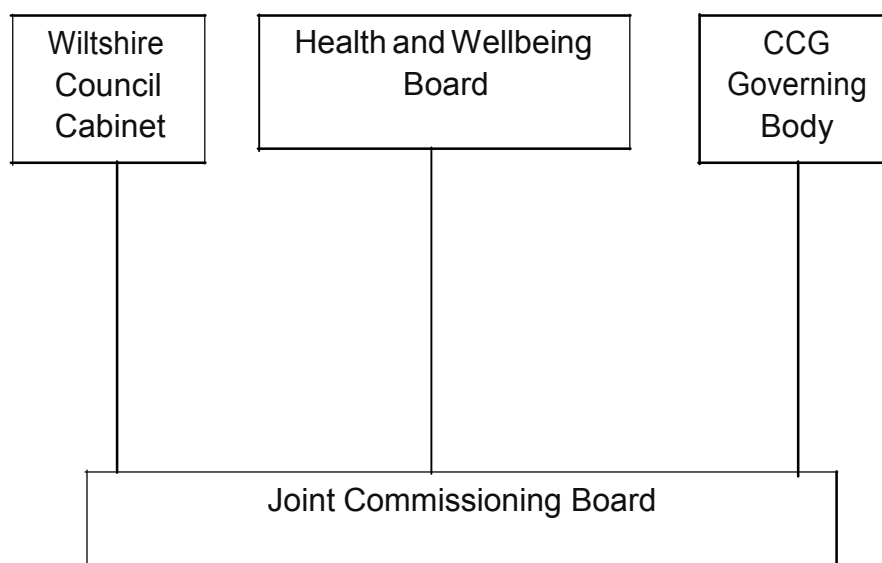 Wiltshire
Council
Cabinet
Health and Wellbeing
Board
CCG
Governing
Body
Joint Commissioning Board